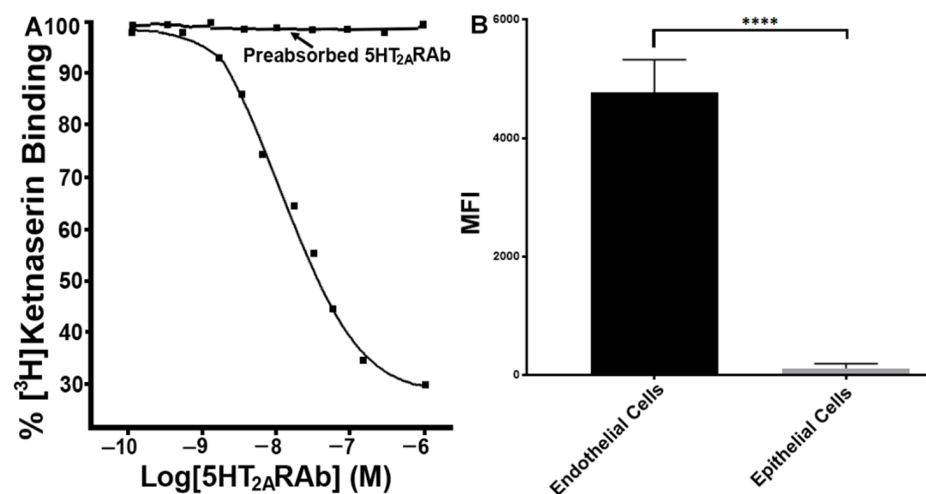 A
% [³H]Ketnaserin Binding
100
90
80
70
60
50
40
30
Preabsorbed 5HT₂ARAb
–10
–9
–8
–7
–6
Log[5HT₂ARAb] (M)
B
MFI
6000
4000
2000
0
****
Endothelial Cells
Epithelial Cells